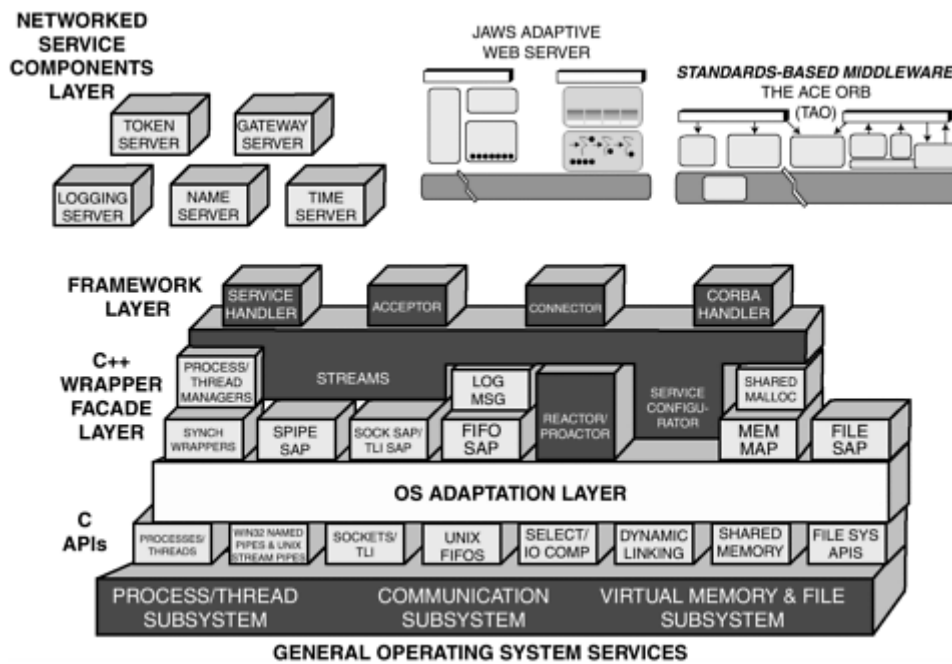 NETWORKED
SERVICE
COMPONENTS
LAYER
JAWS ADAPTIVE
WEB SERVER
STANDARDS-BASED MIDDLEWARE
THE ACE ORB
(TAO)
TOKEN
SERVER
GATEWAY
SERVER
LOGGING
SERVER
NAME
SERVER
TIME
SERVER
FRAMEWORK
LAYER
SERVICE
HANDLER
ACCEPTOR
CONNECTOR
CORBA
HANDLER
C++
WRAPPER
FACADE
LAYER
PROCESS/
THREAD
MANAGERS
STREAMS
LOG
MSG
REACTOR/
PROACTOR
SERVICE
CONFIGU-
RATOR
SHARED
MALLOC
SYNCH
WRAPPERS
SPIPE
SAP
SOCK SAP/
TLI SAP
FIFO
SAP
MEM
MAP
FILE
SAP
OS ADAPTATION LAYER
C
APIs
PROCESSES/
THREADS
WIN32 NAMED
PIPES & UNIX
STREAM PIPES
SOCKETS/
TLI
UNIX
FIFOS
SELECT/
IO COMP
DYNAMIC
LINKING
SHARED
MEMORY
FILE SYS
APIS
PROCESS/THREAD
SUBSYSTEM
COMMUNICATION
SUBSYSTEM
VIRTUAL MEMORY & FILE
SUBSYSTEM
GENERAL OPERATING SYSTEM SERVICES